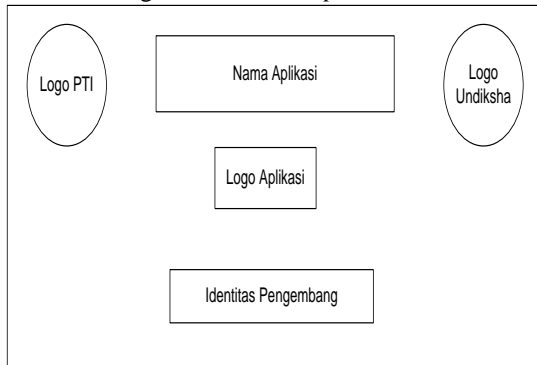 Logo PTI
Nama Aplikasi
Logo
Undiksha
Logo Aplikasi
Identitas Pengembang